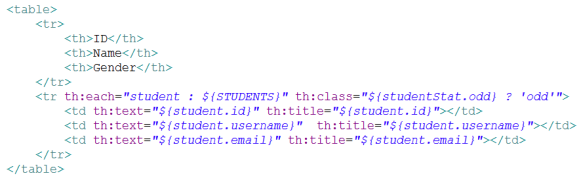 <table>
<tr>
<th>ID</th>
<th>Name</th>
<th>Gender</th>
</tr>
<tr th:each="student : ${STUDENTS}" th:class="${studentStat.odd} ? 'odd'">
<td th:text="${student.id}" th:title="${student.id}"></td>
<td th:text="${student.username}"  th:title="${student.username}"></td>
<td th:text="${student.email}" th:title="${student.email}"></td>
</tr>
</table>